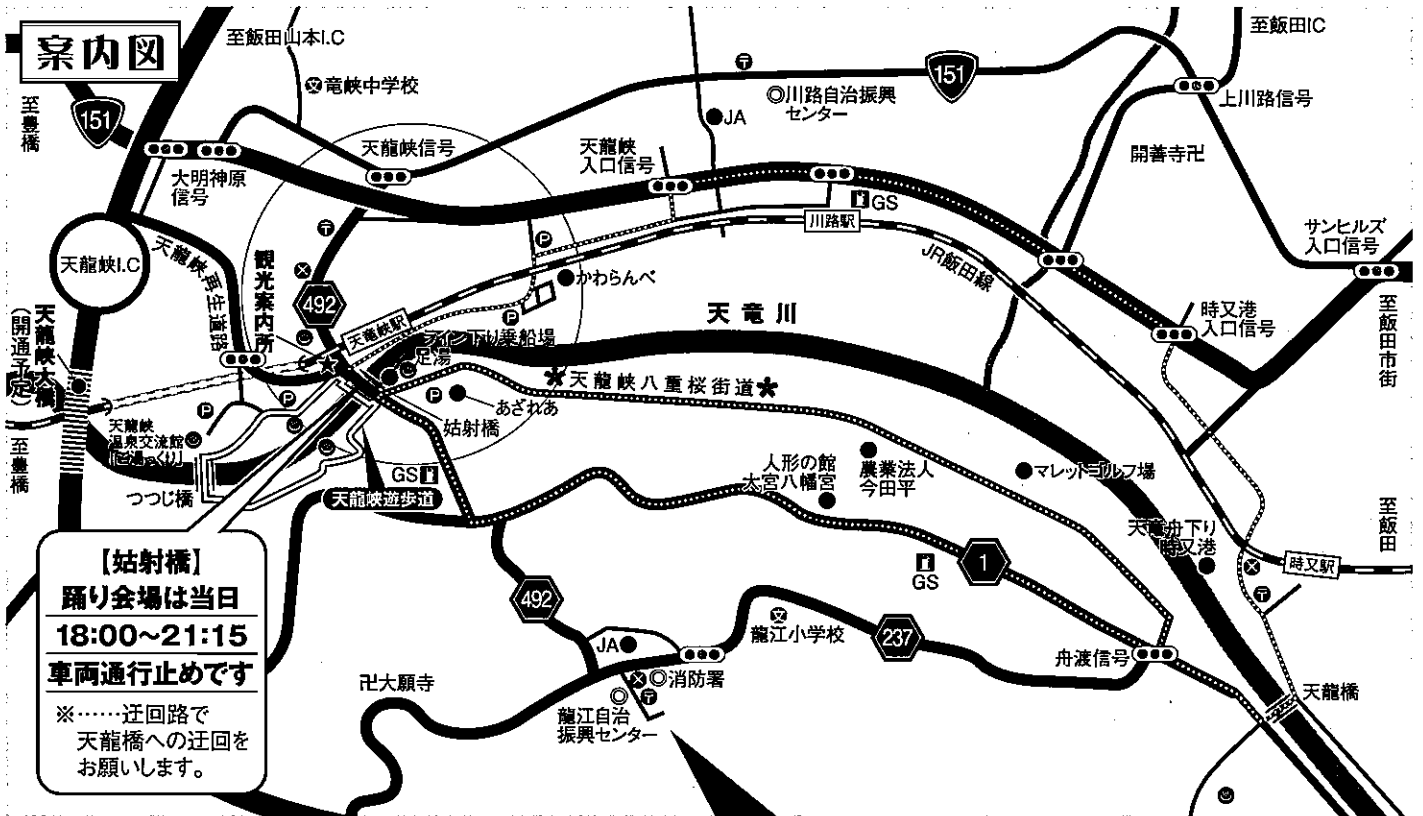 案内図
至飯田山本I.C
至飯田IC
151
至豊橋
竜峡中学校
川路自治振興
センター
151
JA
上川路信号
大明神原
信号
天龍峡信号
天龍峡
入口信号
開善寺卍
GS
川路駅
サンヒルズ
入口信号
天龍峡I.C
天龍峡再生道路
観光案内所
492
P
かわらんべ
JR飯田線
天竜川
時又港
入口信号
至飯田市街
天龍峡大橋
(開通予定)
天竜峡駅
P
ライン下り乗船場
足湯
天龍峡八重桜街道
P
あざれあ
姑射橋
P
P
天龍峡
温泉交流館
至豊橋
つつじ橋
GS
天龍峡遊歩道
人形の館
大宮八幡宮
農業法人
今田平
マレットゴルフ場
至飯田
天竜舟下り
時又港
時又駅
GS
1
【姑射橋】
踊り会場は当日
18:00~21:15
車両通行止めです
※……迂回路で
天龍橋への迂回を
お願いします。
492
JA
龍江小学校
237
舟渡信号
卍大願寺
消防署
龍江自治
振興センター
天龍橋